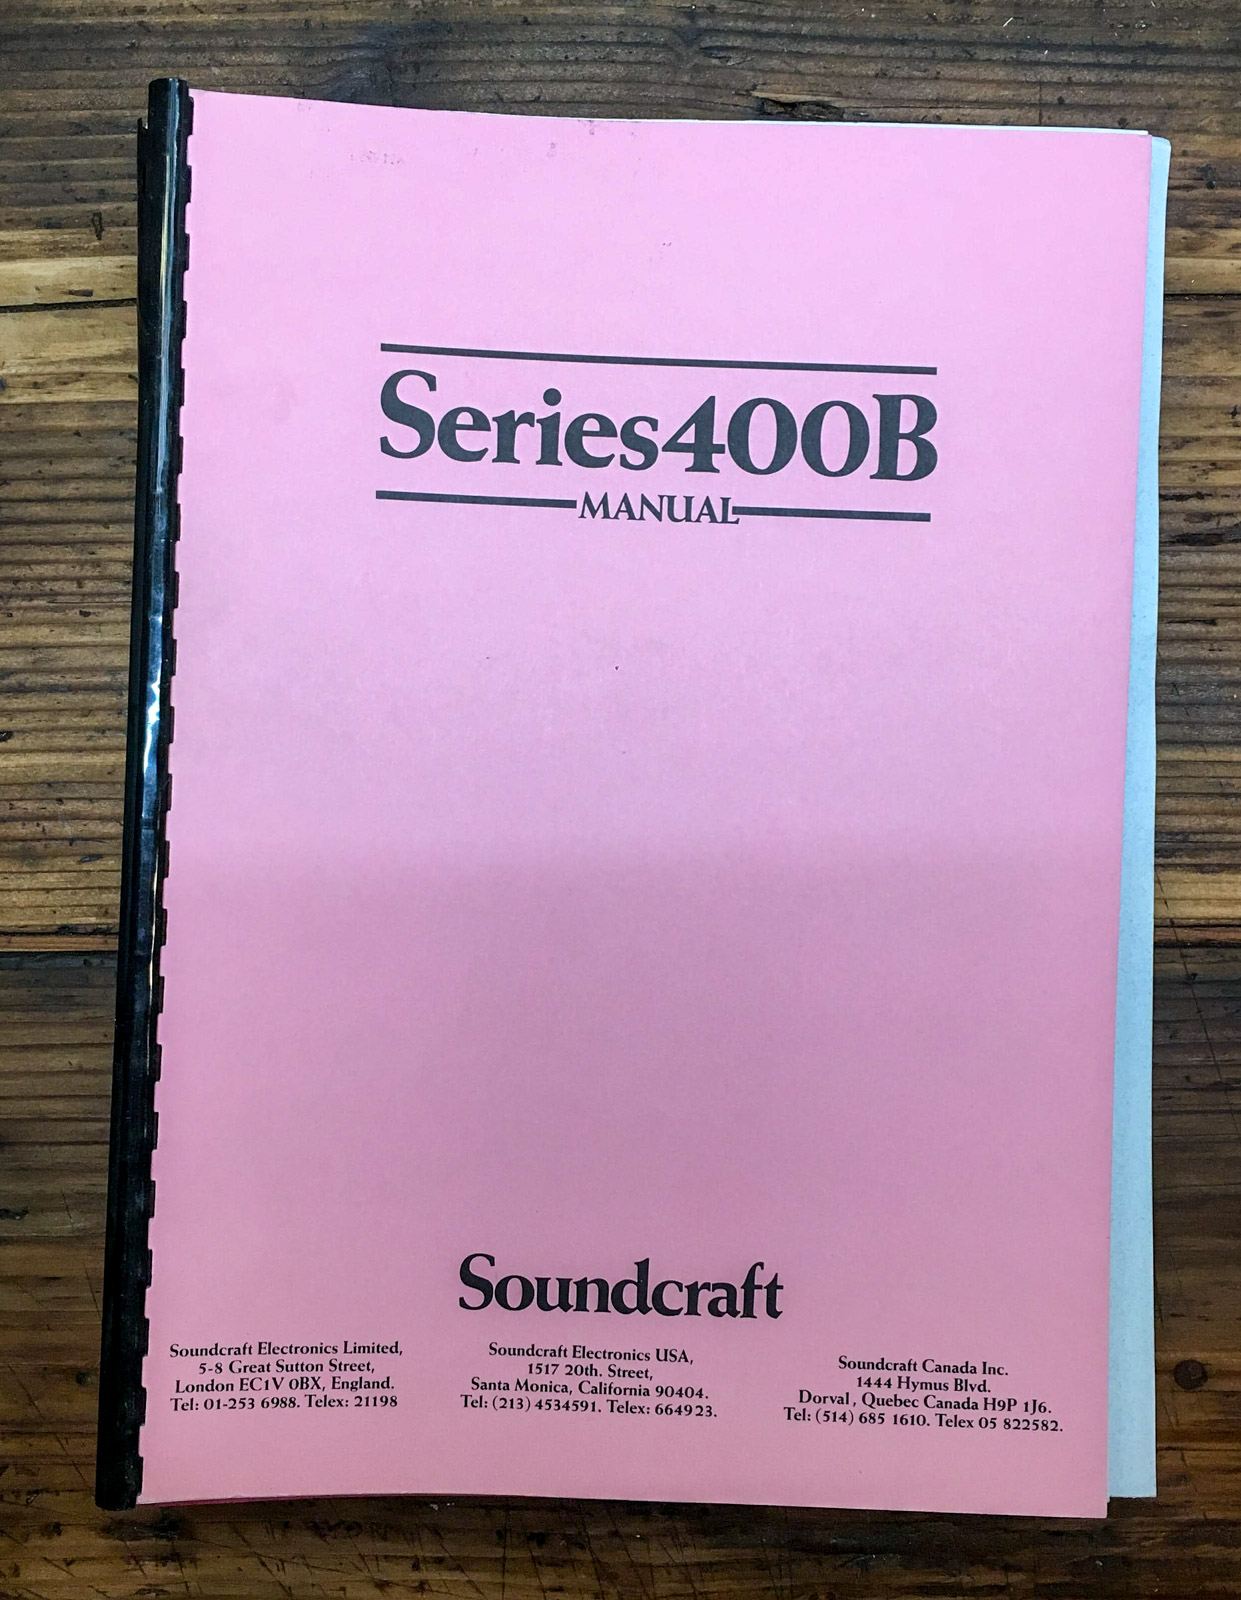 Series400B
MANUAL
Soundcraft
Soundcraft Electronics Limited,
5-8 Great Sutton Street,
London EC1V 0BX, England.
Tel: 01-253 6988. Telex: 21198
Soundcraft Electronics USA,
1517 20th. Street,
Santa Monica, California 90404.
Tel: (213) 4534591. Telex: 664923.
Soundcraft Canada Inc.
1444 Hymus Blvd.
Dorval, Quebec Canada H9P 1J6.
Tel: (514) 685 1610. Telex 05 822582.